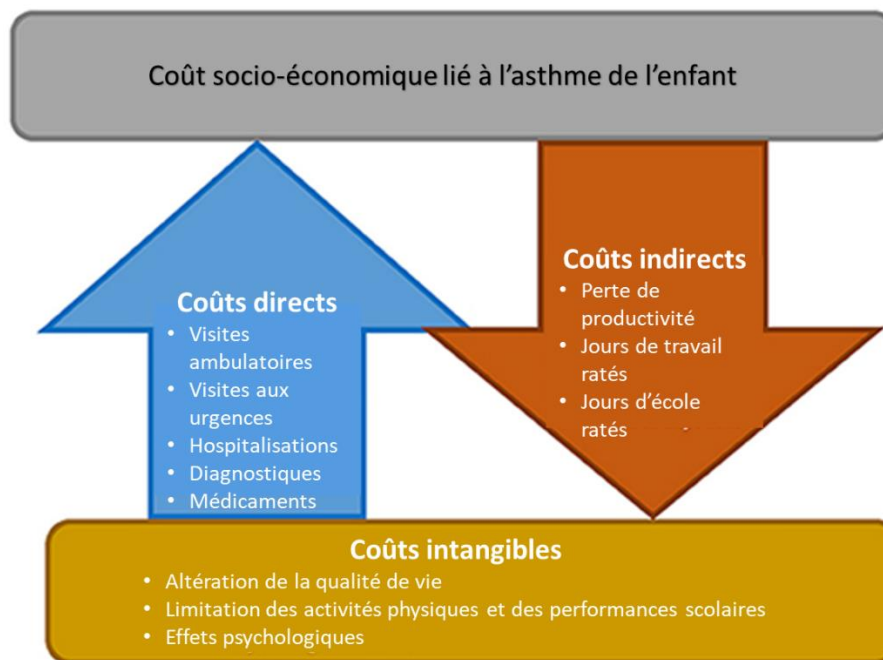 Coût socio-économique lié à l'asthme de l'enfant
Coûts directs
• Visites
ambulatoires
• Visites aux
urgences
• Hospitalisations
• Diagnostiques
• Médicaments
Coûts indirects
• Perte de
productivité
• Jours de travail
ratés
• Jours d'école
ratés
Coûts intangibles
• Altération de la qualité de vie
• Limitation des activités physiques et des performances scolaires
• Effets psychologiques